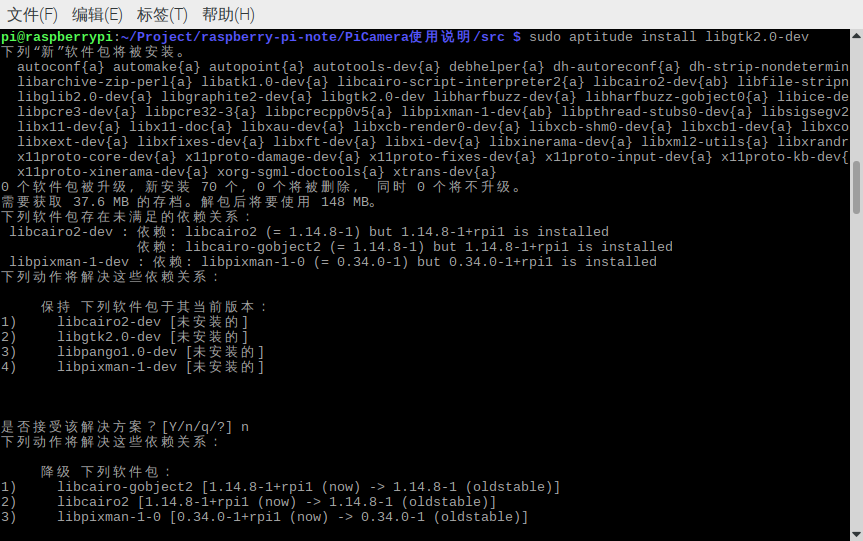 文件(F) 编辑(E) 标签(T) 帮助(H)
pi@raspberrypi:~/Project/raspberry-pi-note/PiCamera使用说明/src $ sudo aptitude install libgtk2.0-dev
下列“新”软件包将被安装。
autoconf{a} automake{a} autopoint{a} autotools-dev{a} debhelper{a} dh-autoreconf{a} dh-strip-nondetermin
libarchive-zip-perl{a} libatk1.0-dev{a} libcairo-script-interpreter2{a} libcairo2-dev{ab} libfile-stripn
libglib2.0-dev{a} libgraphite2-dev{a} libgtk2.0-dev libharfbuzz-dev{a} libharfbuzz-gobject0{a} libice-de
libpcre3-dev{a} libpcre32-3{a} libpcrecpp0v5{a} libpixman-1-dev{ab} libpthread-stubs0-dev{a} libsigsegv2
libx11-dev{a} libx11-doc{a} libxau-dev{a} libxcb-render0-dev{a} libxcb-shm0-dev{a} libxcb1-dev{a} libxco
libxext-dev{a} libxfixes-dev{a} libxft-dev{a} libxi-dev{a} libxinerama-dev{a} libxml2-utils{a} libxrandr
x11proto-core-dev{a} x11proto-damage-dev{a} x11proto-fixes-dev{a} x11proto-input-dev{a} x11proto-kb-dev{
x11proto-xinerama-dev{a} xorg-sgml-doctools{a} xtrans-dev{a}
0 个软件包被升级，新安装 70 个，0 个将被删除， 同时 0 个将不升级。
需要获取 37.6 MB 的存档。解包后将要使用 148 MB。
下列软件包存在未满足的依赖关系：
libcairo2-dev : 依赖: libcairo2 (= 1.14.8-1) but 1.14.8-1+rpi1 is installed
依赖: libcairo-gobject2 (= 1.14.8-1) but 1.14.8-1+rpi1 is installed
libpixman-1-dev : 依赖: libpixman-1-0 (= 0.34.0-1) but 0.34.0-1+rpi1 is installed
下列动作将解决这些依赖关系：
保持 下列软件包于其当前版本：
1) libcairo2-dev [未安装的]
2) libgtk2.0-dev [未安装的]
3) libpango1.0-dev [未安装的]
4) libpixman-1-dev [未安装的]
是否接受该解决方案？[Y/n/q/?] n
下列动作将解决这些依赖关系：
降级 下列软件包：
1) libcairo-gobject2 [1.14.8-1+rpi1 (now) -> 1.14.8-1 (oldstable)]
2) libcairo2 [1.14.8-1+rpi1 (now) -> 1.14.8-1 (oldstable)]
3) libpixman-1-0 [0.34.0-1+rpi1 (now) -> 0.34.0-1 (oldstable)]